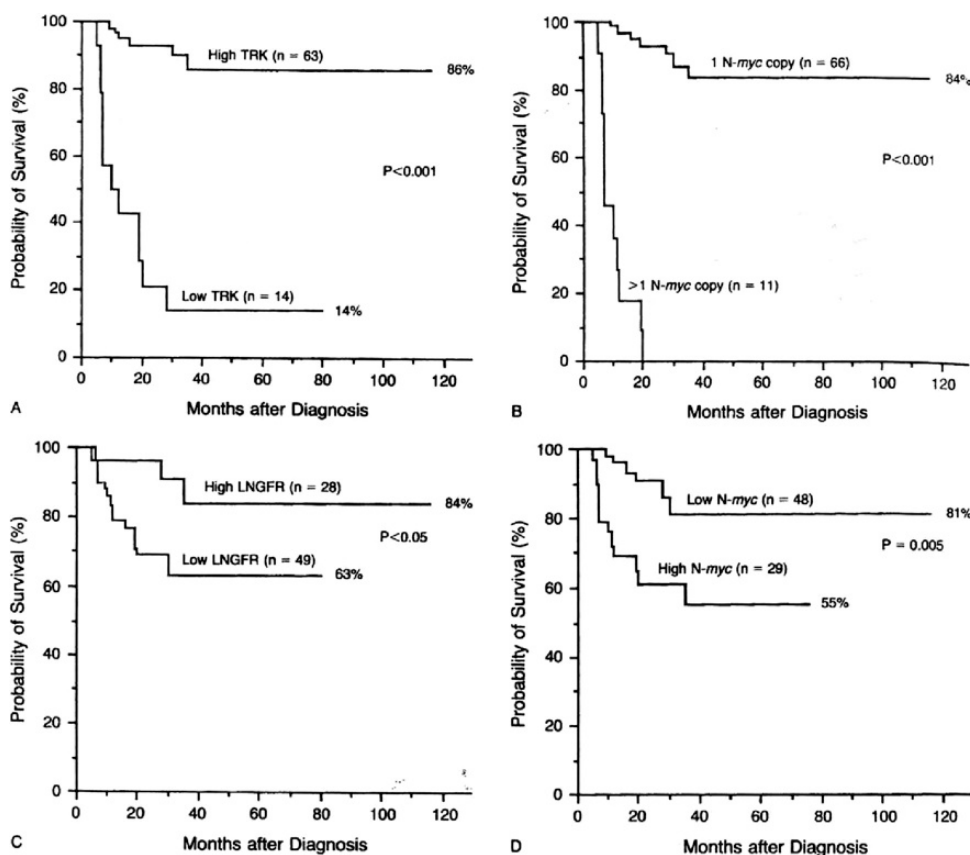 100
80
60
40
20
0
Probability of Survival (%)
High TRK (n = 63)
86%
P<0.001
Low TRK (n = 14)
14%
0 20 40 60 80 100 120
Months after Diagnosis
A
100
80
60
40
20
0
Probability of Survival (%)
1 N-myc copy (n = 66)
84%
P<0.001
>1 N-myc copy (n = 11)
0 20 40 60 80 100 120
Months after Diagnosis
B
100
80
60
40
20
0
Probability of Survival (%)
High LNGFR (n = 28)
84%
P<0.05
Low LNGFR (n = 49)
63%
0 20 40 60 80 100 120
Months after Diagnosis
C
100
80
60
40
20
0
Probability of Survival (%)
Low N-myc (n = 48)
81%
P = 0.005
High N-myc (n = 29)
55%
0 20 40 60 80 100 120
Months after Diagnosis
D